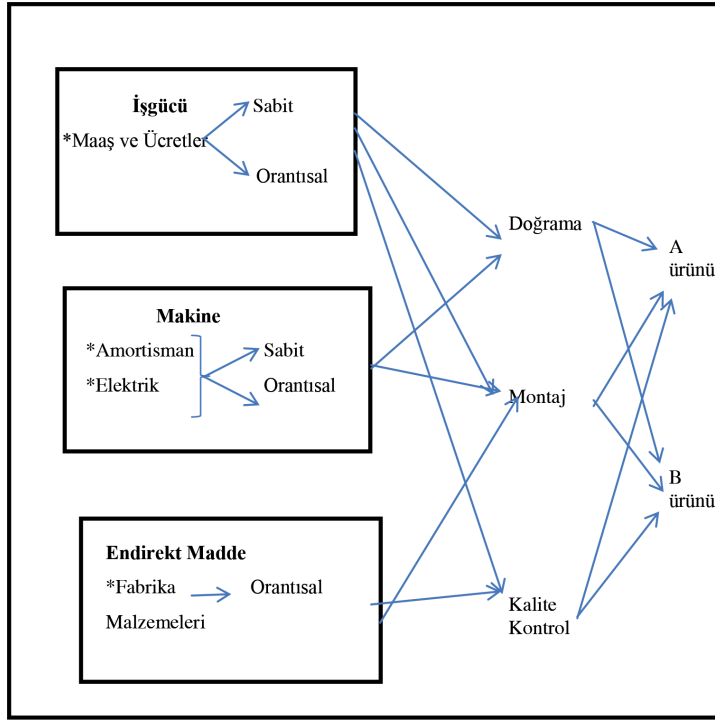 İşgücü
Sabit
*Maaş ve Ücretler
Orantısal
Makine
*Amortisman
Sabit
*Elektrik
Orantısal
Endirekt Madde
*Fabrika
Orantısal
Malzemeleri
Doğrama
Montaj
Kalite
Kontrol
A
ürünü
B
ürünü